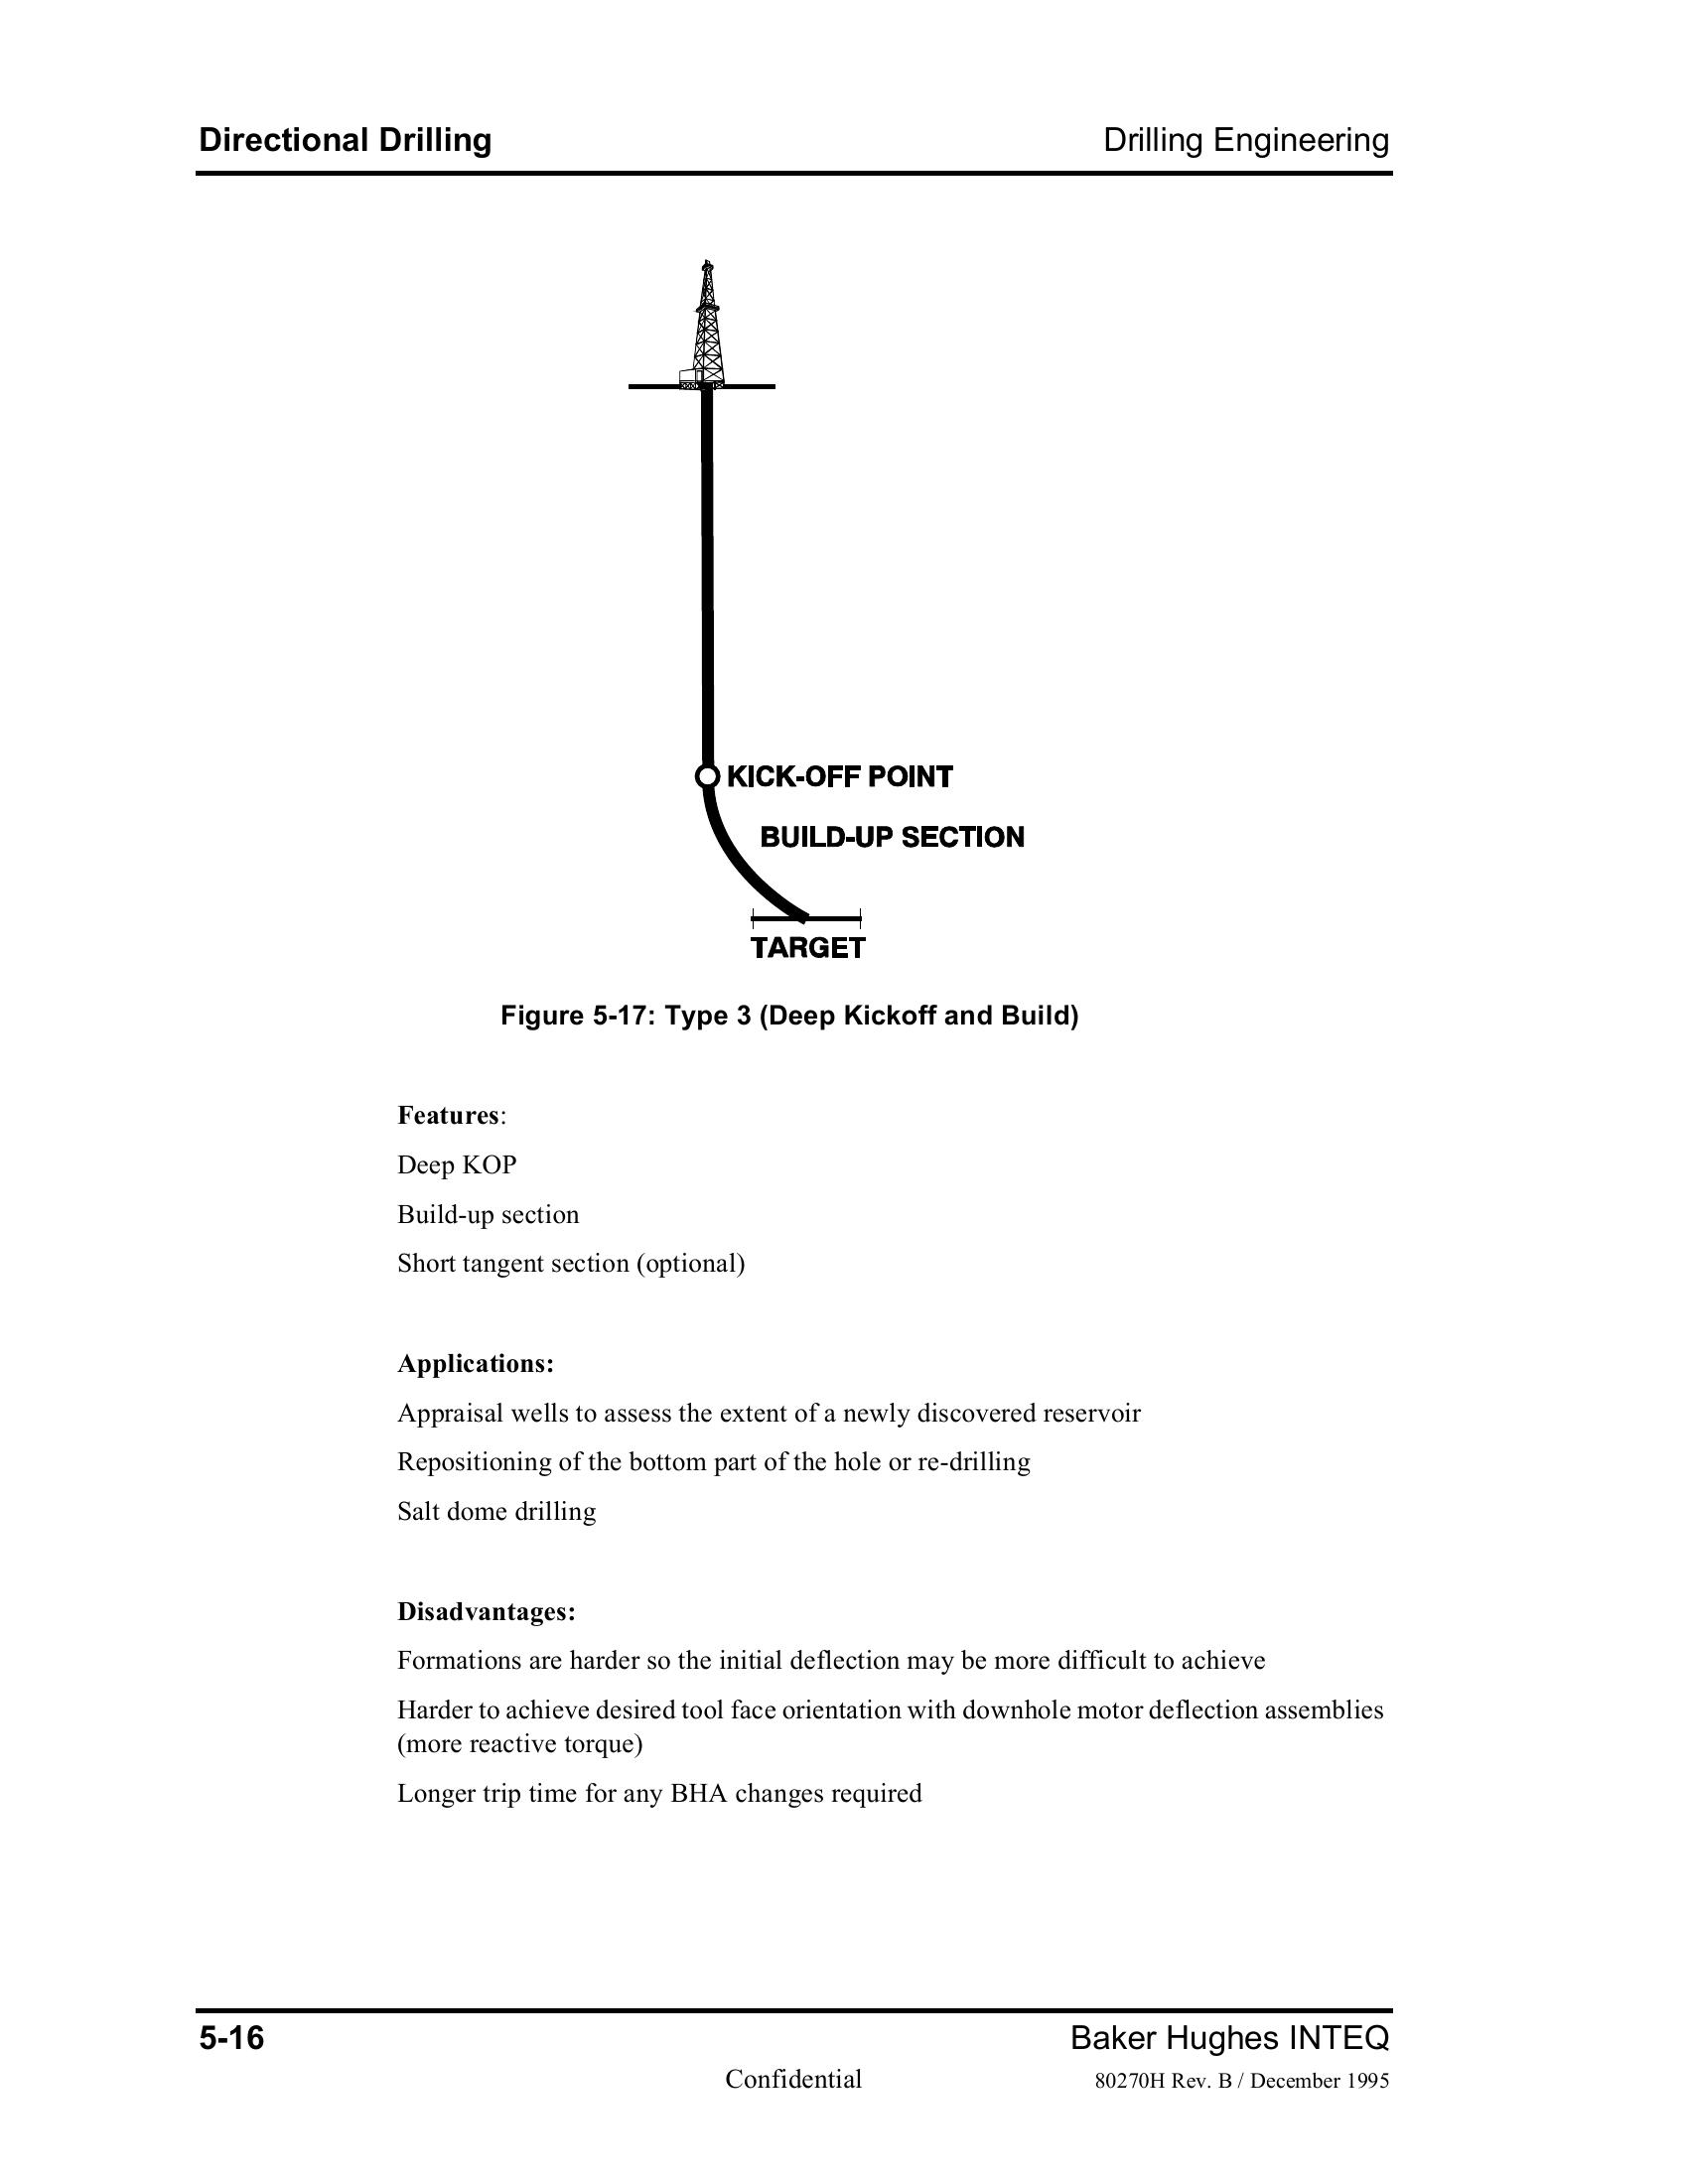 Directional Drilling
Drilling Engineering
KICK-OFF POINT
BUILD-UP SECTION
TARGET
Figure 5-17: Type 3 (Deep Kickoff and Build)
Features:
Deep KOP
Build-up section
Short tangent section (optional)
Applications:
Appraisal wells to assess the extent of a newly discovered reservoir
Repositioning of the bottom part of the hole or re-drilling
Salt dome drilling
Disadvantages:
Formations are harder so the initial deflection may be more difficult to achieve
Harder to achieve desired tool face orientation with downhole motor deflection assemblies
(more reactive torque)
Longer trip time for any BHA changes required
5-16
Baker Hughes INTEQ
Confidential
80270H Rev. B / December 1995